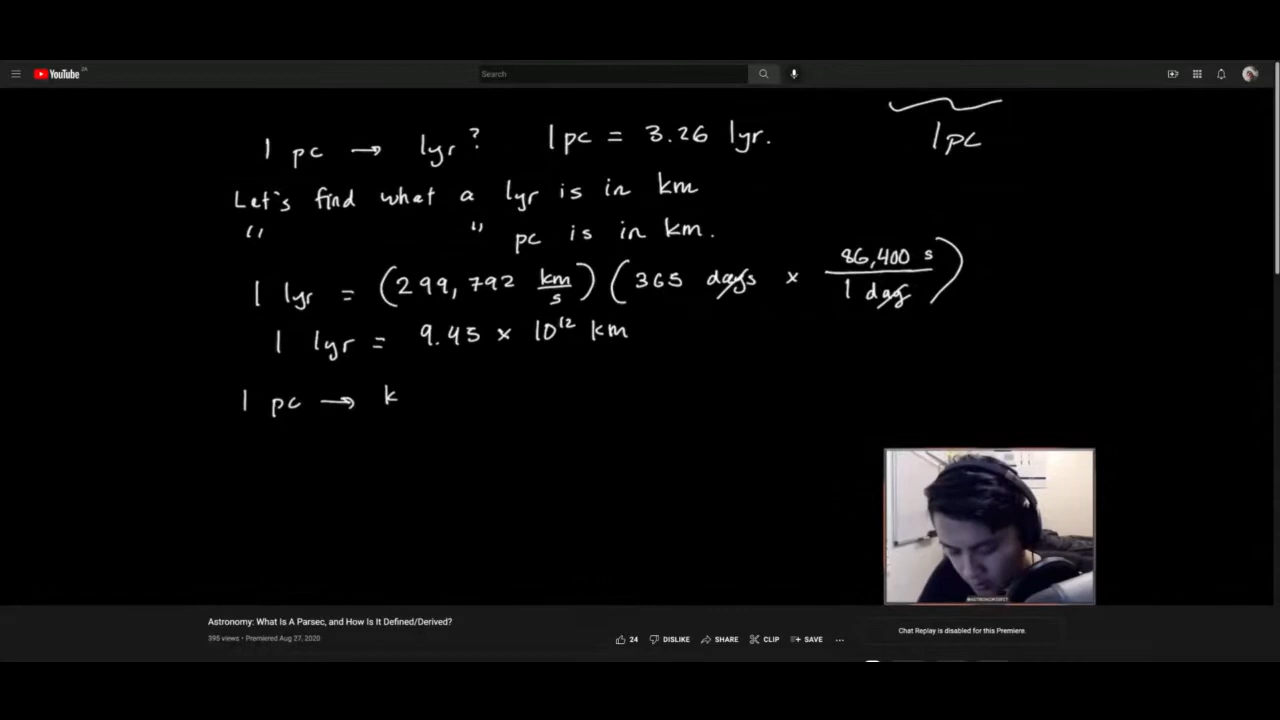 YouTube ZA
Search
1 pc
1 pc → lyr? 1pc = 3.26 lyr.
Let's find what a lyr is in km
" " pc is in km.
1 lyr = (299,792 km/s) (365 days × 86,400 s / 1 day)
1 lyr = 9.45 × 10¹² km
1 pc → k
@ASTRONOMYSPCT
Astronomy: What Is A Parsec, and How Is It Defined/Derived?
395 views • Premiered Aug 27, 2020
24 DISLIKE SHARE CLIP SAVE ...
Chat Replay is disabled for this Premiere.